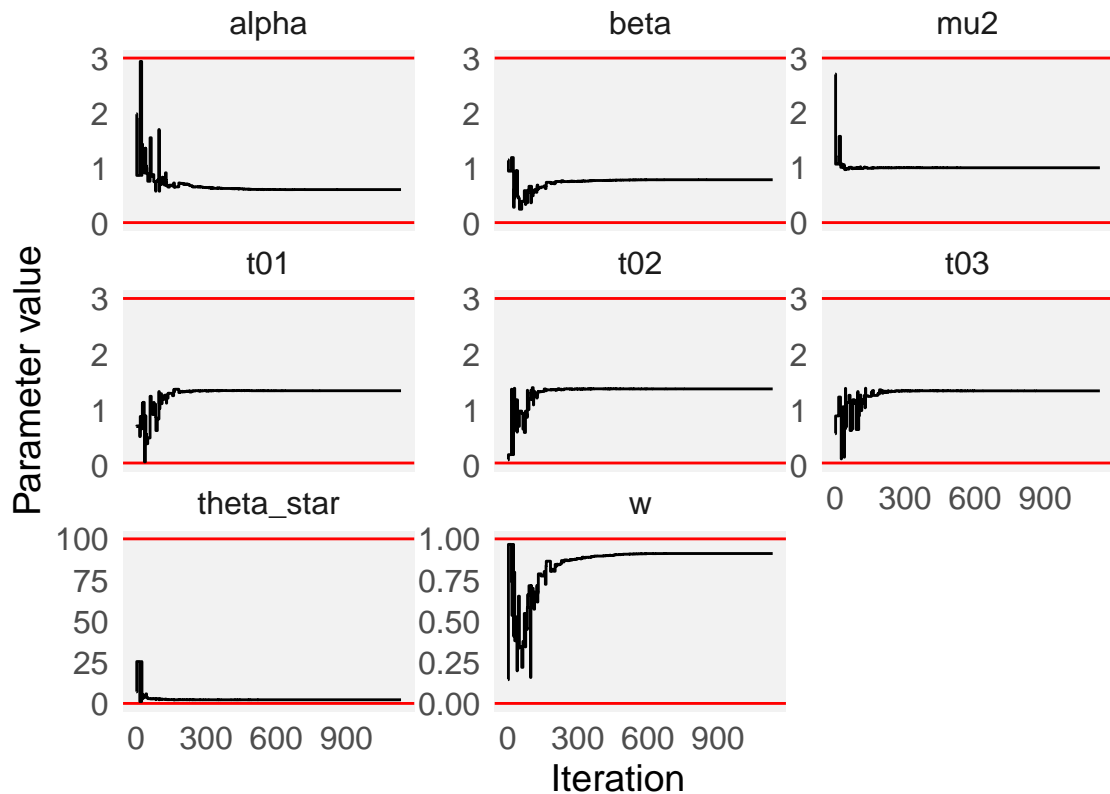 alpha beta mu2
3 3 3
2 2 2
1 1 1
0 0 0
t01 t02 t03
3 3 3
2 2 2
1 1 1
0 0 0
0 300 600 900
theta_star w
100 1.00
75 0.75
50 0.50
25 0.25
0 0.00
0 300 600 900 0 300 600 900
Iteration
Parameter value